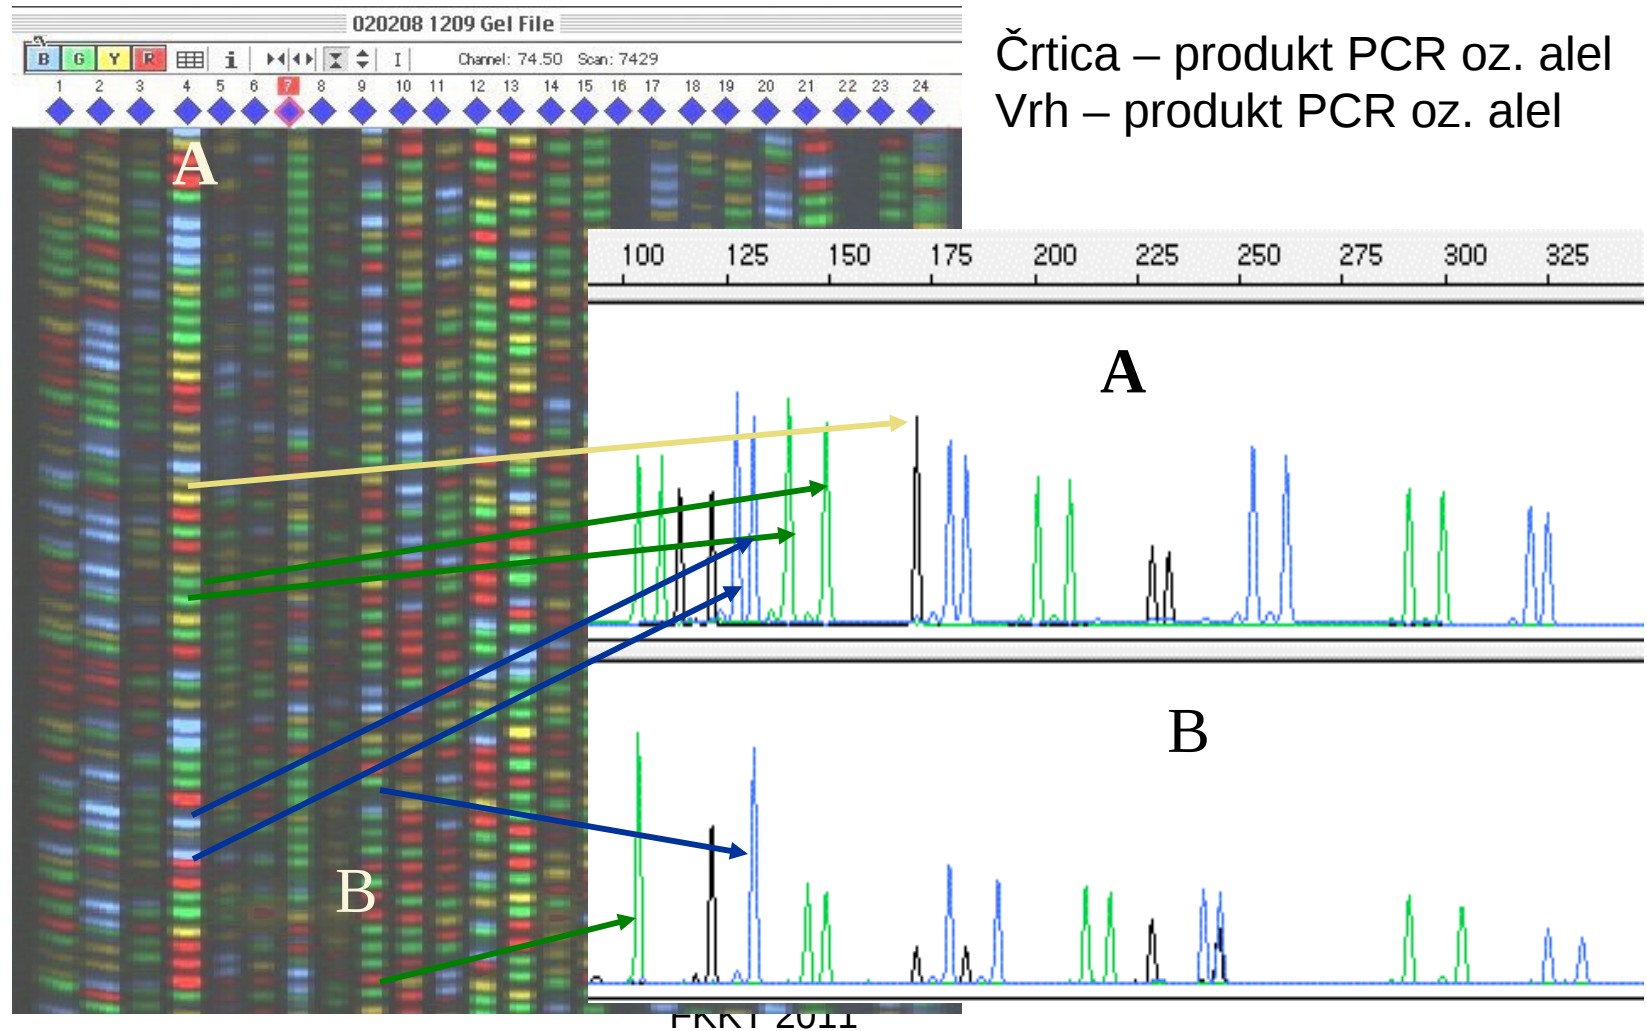 020208 1209 Gel File
B G Y R i I Channel: 74.50 Scan: 7429
1 2 3 4 5 6 7 8 9 10 11 12 13 14 15 16 17 18 19 20 21 22 23 24
Črtica – produkt PCR oz. alel
Vrh – produkt PCR oz. alel
A
100 125 150 175 200 225 250 275 300 325
A
B
B
FKKT 2011